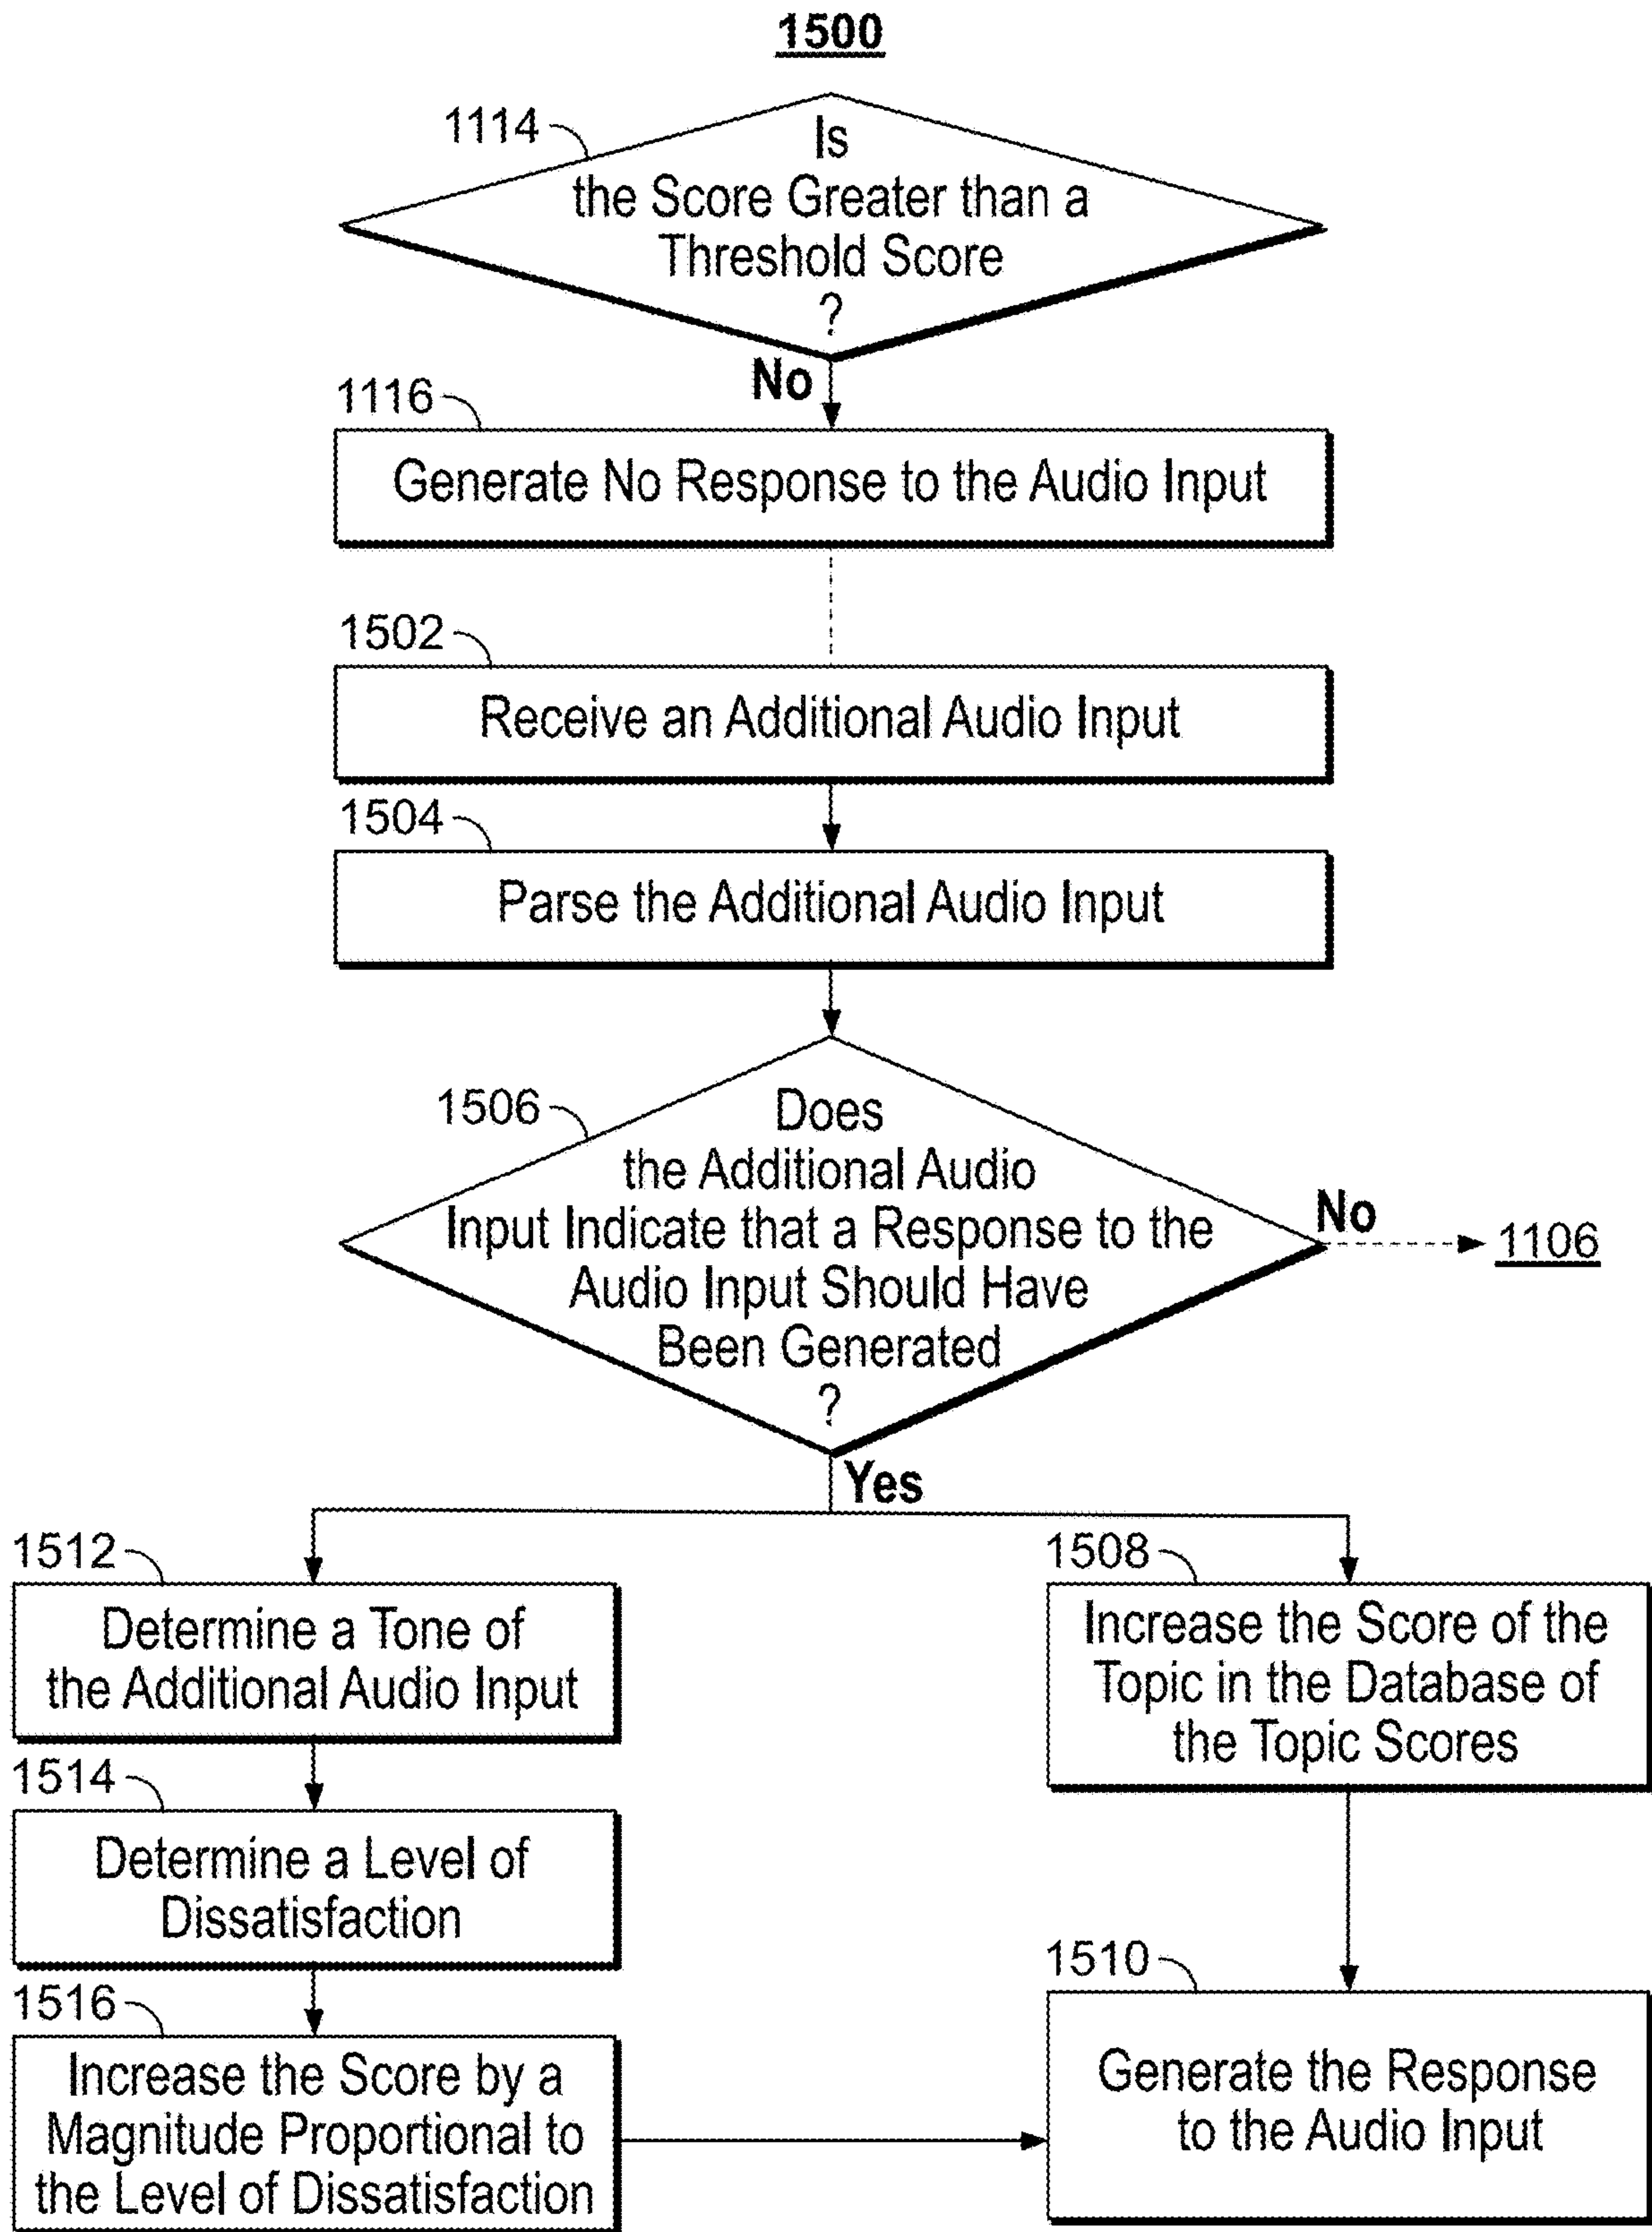 1500
1114
Is
the Score Greater than a
Threshold Score
?
No
1116
Generate No Response to the Audio Input
1502
Receive an Additional Audio Input
1504
Parse the Additional Audio Input
1506
Does
the Additional Audio
Input Indicate that a Response to the
Audio Input Should Have
Been Generated
?
No
1106
Yes
1512
Determine a Tone of
the Additional Audio Input
1514
Determine a Level of
Dissatisfaction
1516
Increase the Score by a
Magnitude Proportional to
the Level of Dissatisfaction
1508
Increase the Score of the
Topic in the Database of
the Topic Scores
1510
Generate the Response
to the Audio Input